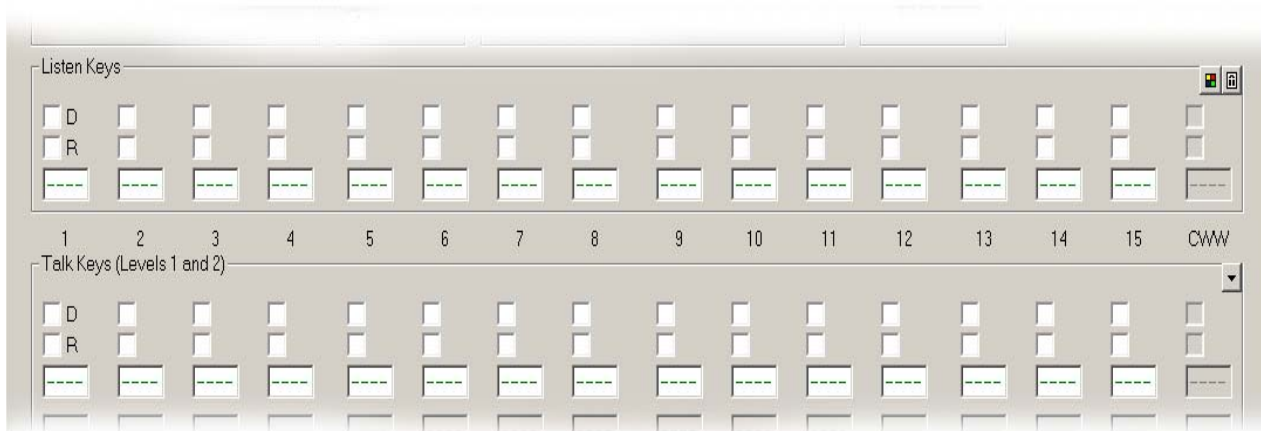 Listen Keys
D
R
---- ---- ---- ---- ---- ---- ---- ---- ---- ---- ---- ---- ---- ---- ---- ----
1 2 3 4 5 6 7 8 9 10 11 12 13 14 15 CWW
Talk Keys (Levels 1 and 2)
D
R
---- ---- ---- ---- ---- ---- ---- ---- ---- ---- ---- ---- ---- ---- ---- ----